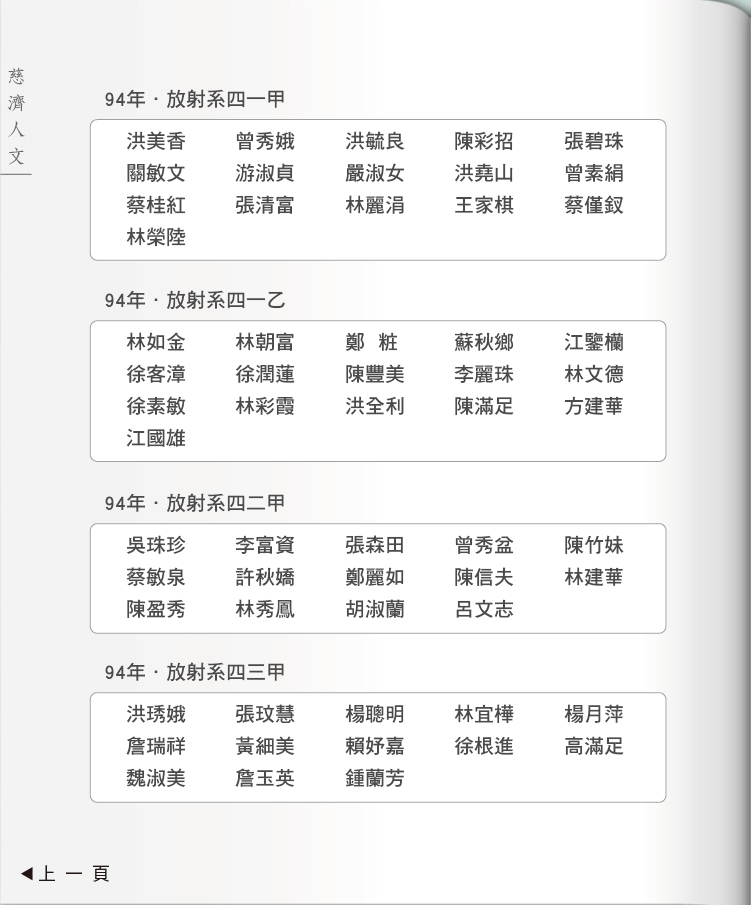 慈濟人文
94年．放射系四一甲
洪美香 曾秀娥 洪毓良 陳彩招 張碧珠
關敏文 游淑貞 嚴淑女 洪堯山 曾素絹
蔡桂紅 張清富 林麗涓 王家棋 蔡僅釵
林榮陸
94年．放射系四一乙
林如金 林朝富 鄭 粧 蘇秋鄉 江鑒欄
徐客漳 徐潤蓮 陳豐美 李麗珠 林文德
徐素敏 林彩霞 洪全利 陳滿足 方建華
江國雄
94年．放射系四二甲
吳珠珍 李富資 張森田 曾秀盆 陳竹妹
蔡敏泉 許秋嬌 鄭麗如 陳信夫 林建華
陳盈秀 林秀鳳 胡淑蘭 呂文志
94年．放射系四三甲
洪琇娥 張玟慧 楊聰明 林宜樺 楊月萍
詹瑞祥 黃細美 賴妤嘉 徐根進 高滿足
魏淑美 詹玉英 鍾蘭芳
◀上一頁